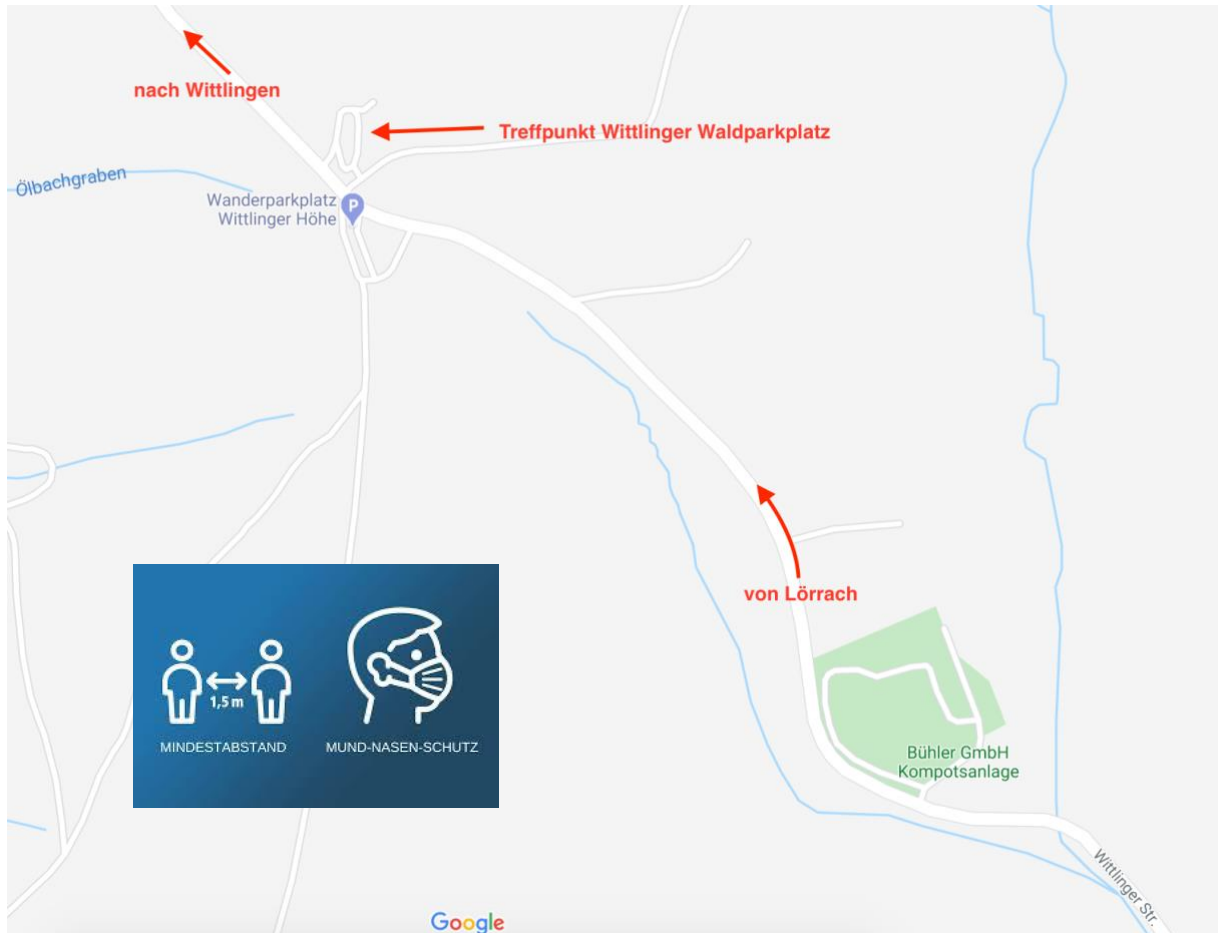 nach Wittlingen
Treffpunkt Wittlinger Waldparkplatz
Ölbachgraben
Wanderparkplatz
Wittlinger Höhe
P
von Lörrach
1,5 m
MINDESTABSTAND
MUND-NASEN-SCHUTZ
Bühler GmbH
Kompotsanlage
Wittlinger Str.
Google